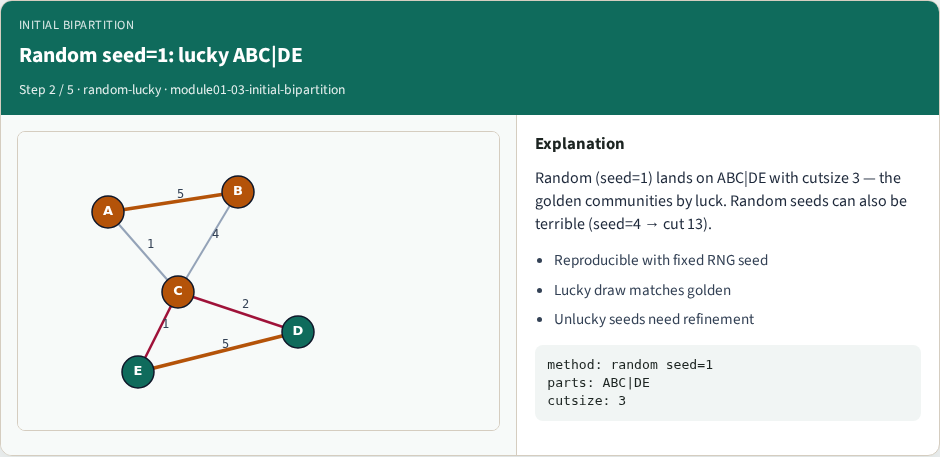 INITIAL BIPARTITION
Random seed=1: lucky ABC|DE
Step 2 / 5 · random-lucky · module01-03-initial-bipartition
A
B
C
D
E
5
1
4
2
1
5
Explanation
Random (seed=1) lands on ABC|DE with cutsize 3 — the
golden communities by luck. Random seeds can also be
terrible (seed=4 → cut 13).
• Reproducible with fixed RNG seed
• Lucky draw matches golden
• Unlucky seeds need refinement
method: random seed=1
parts: ABC|DE
cutsize: 3